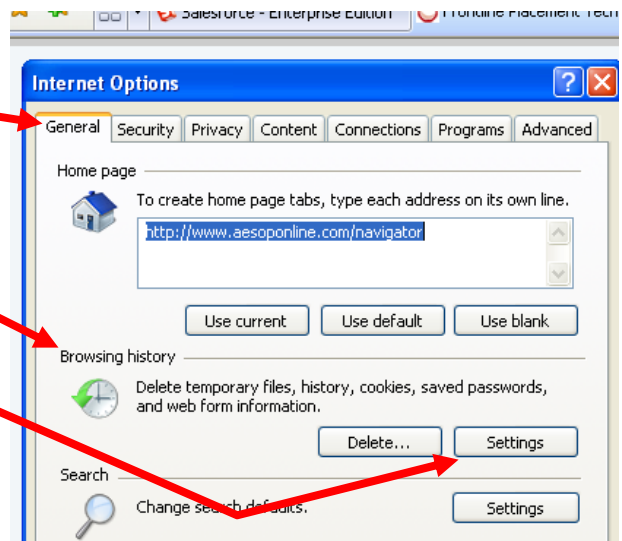 Salesforce - Enterprise Edition Frontline Placement Tech
Internet Options
General Security Privacy Content Connections Programs Advanced
Home page
To create home page tabs, type each address on its own line.
http://www.aesoponline.com/navigator
Use current Use default Use blank
Browsing history
Delete temporary files, history, cookies, saved passwords,
and web form information.
Delete... Settings
Search
Change search defaults. Settings